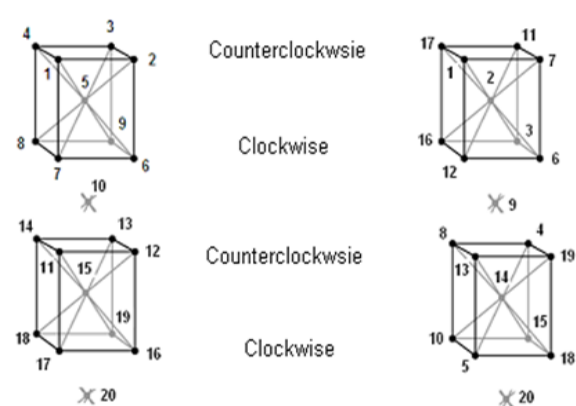 4 3 17 11
Counterclockwsie
1 5 2 1 2 7
8 9 Clockwise 16 3
7 6 12 6
10 9
14 13 8 4
11 15 12 Counterclockwsie 13 14 19
18 19 10 15
17 16 Clockwise 5 18
20 20